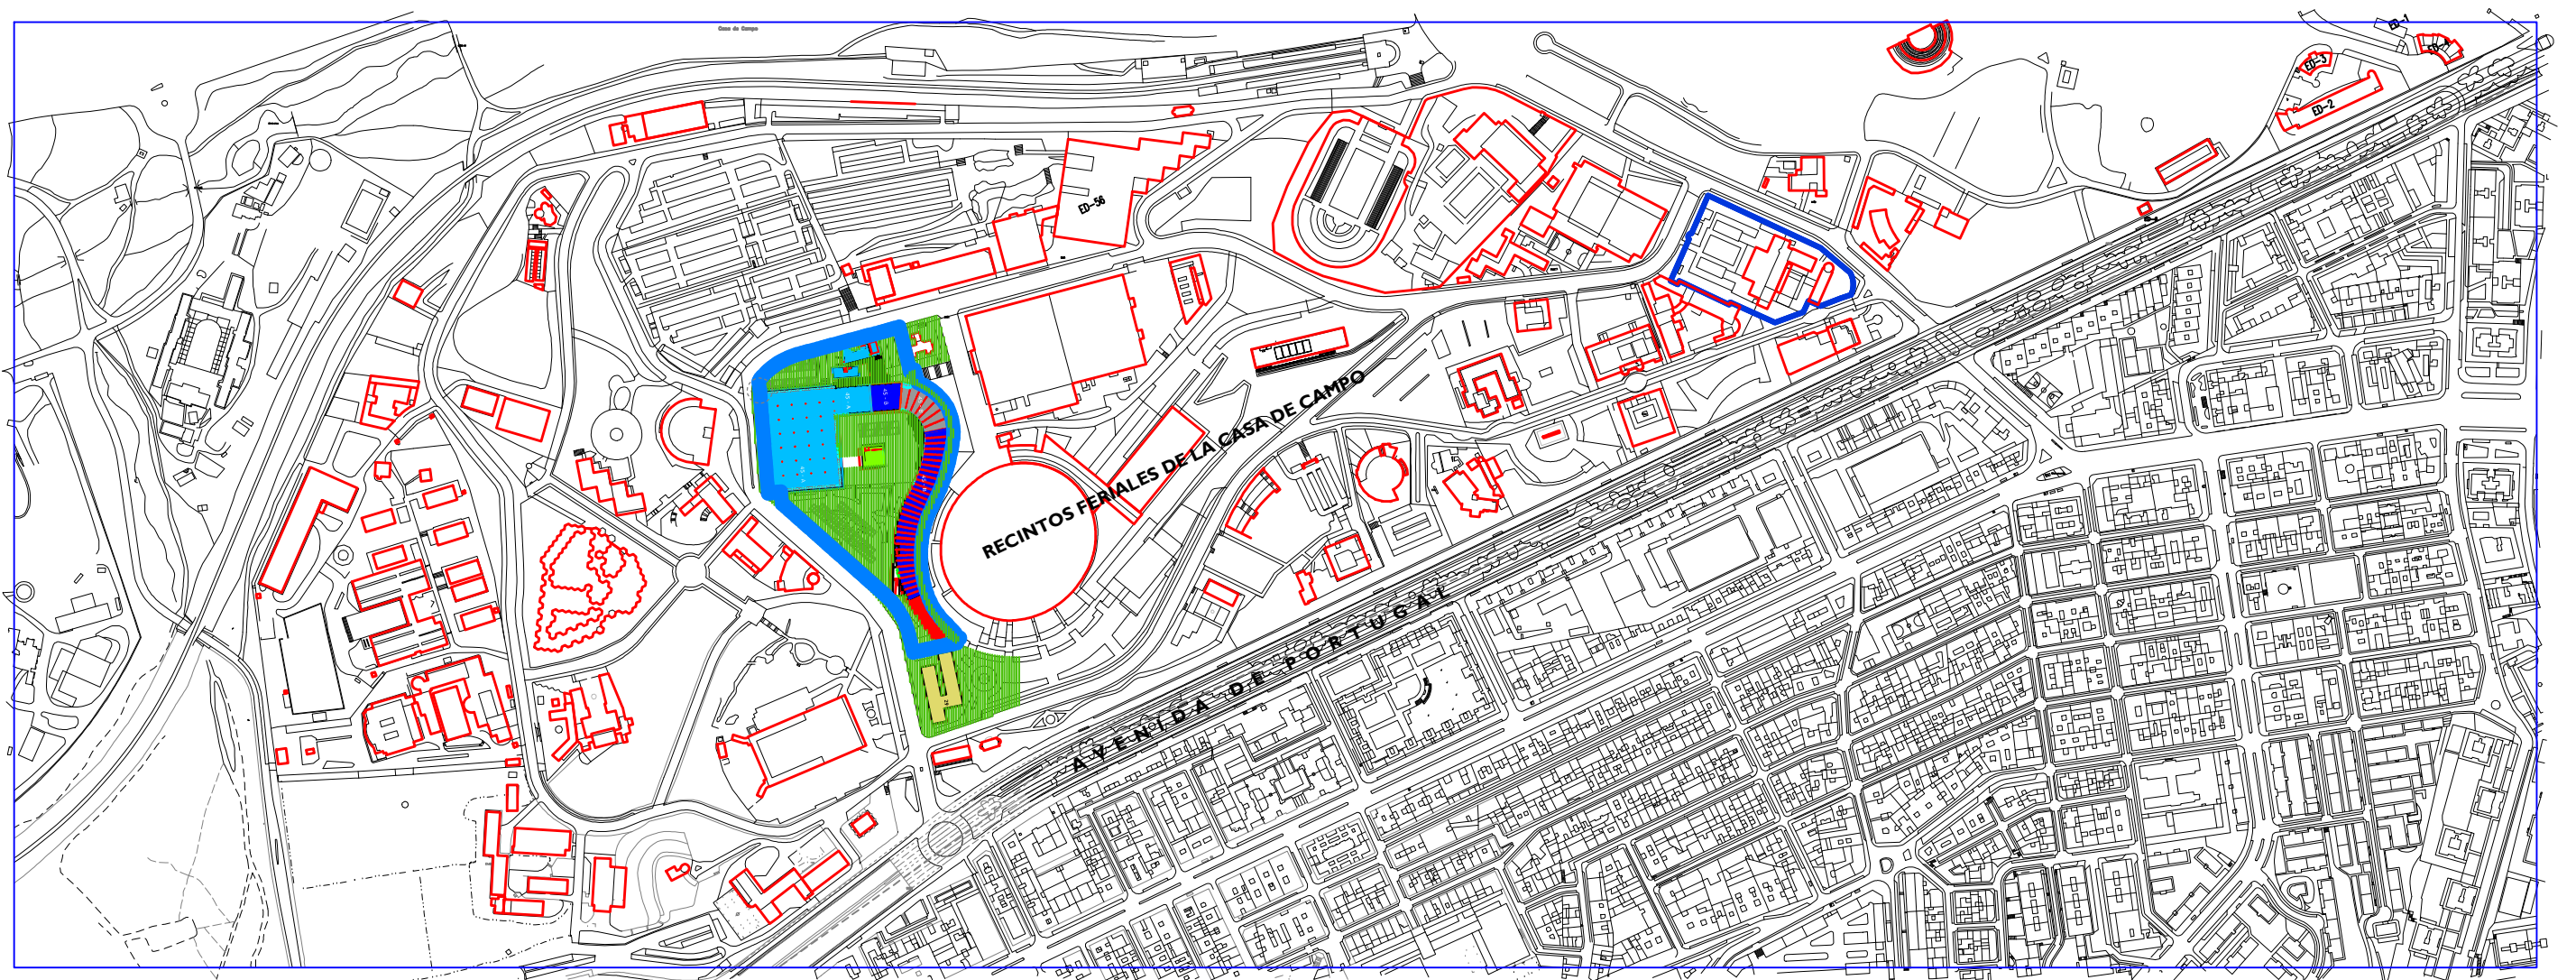 Casa de Campo
ED-1
ED-3
ED-2
ED-56
RECINTOS FERIALES DE LA CASA DE CAMPO
AVENIDA DE PORTUGAL